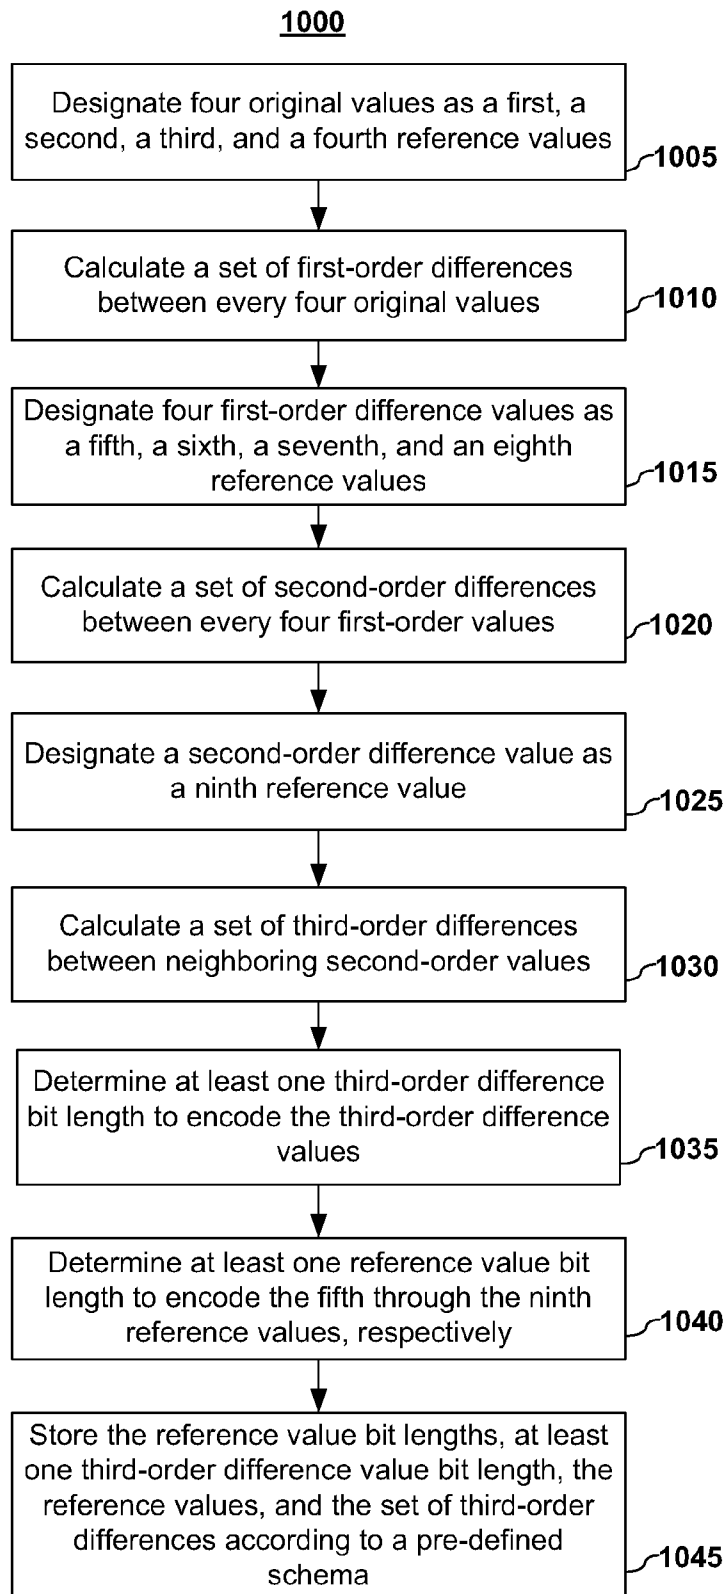 1000
Designate four original values as a first, a
second, a third, and a fourth reference values
1005
Calculate a set of first-order differences
between every four original values
1010
Designate four first-order difference values as
a fifth, a sixth, a seventh, and an eighth
reference values
1015
Calculate a set of second-order differences
between every four first-order values
1020
Designate a second-order difference value as
a ninth reference value
1025
Calculate a set of third-order differences
between neighboring second-order values
1030
Determine at least one third-order difference
bit length to encode the third-order difference
values
1035
Determine at least one reference value bit
length to encode the fifth through the ninth
reference values, respectively
1040
Store the reference value bit lengths, at least
one third-order difference value bit length, the
reference values, and the set of third-order
differences according to a pre-defined
schema
1045